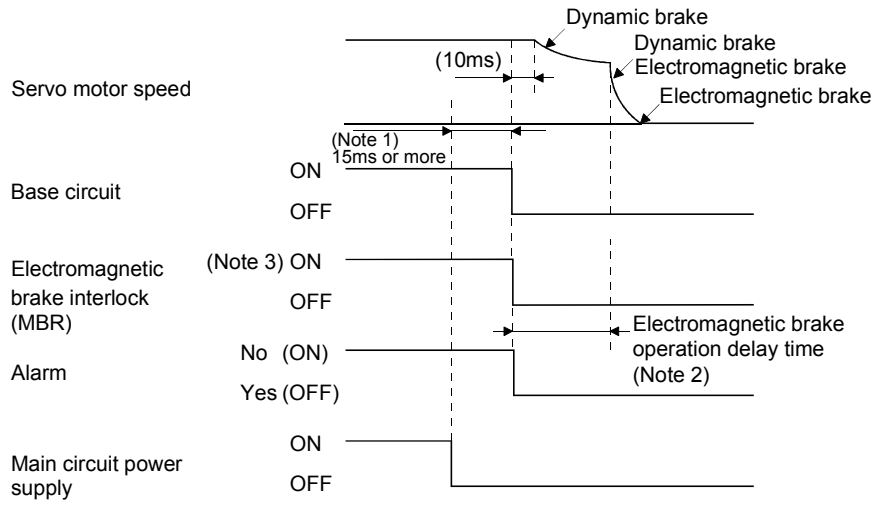 Dynamic brake
(10ms)
Dynamic brake
Electromagnetic brake
Servo motor speed
Electromagnetic brake
(Note 1)
15ms or more
ON
Base circuit
OFF
(Note 3) ON
Electromagnetic
brake interlock
(MBR)
OFF
Electromagnetic brake
operation delay time
(Note 2)
No (ON)
Alarm
Yes (OFF)
ON
Main circuit power
supply
OFF